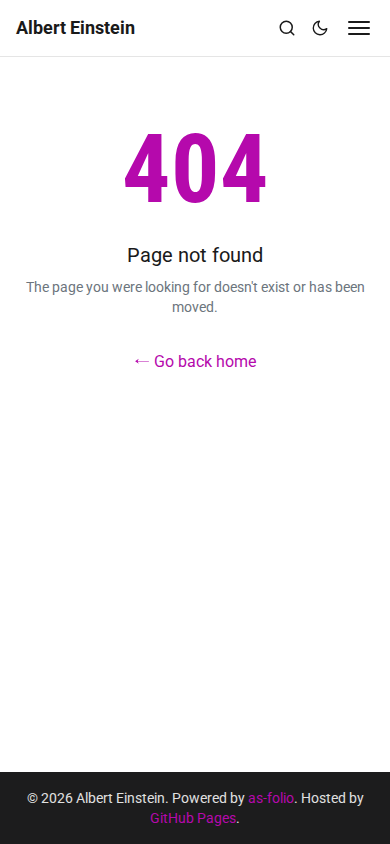 Albert Einstein
404
Page not found
The page you were looking for doesn't exist or has been
moved.
← Go back home
© 2026 Albert Einstein. Powered by as-folio. Hosted by
GitHub Pages.